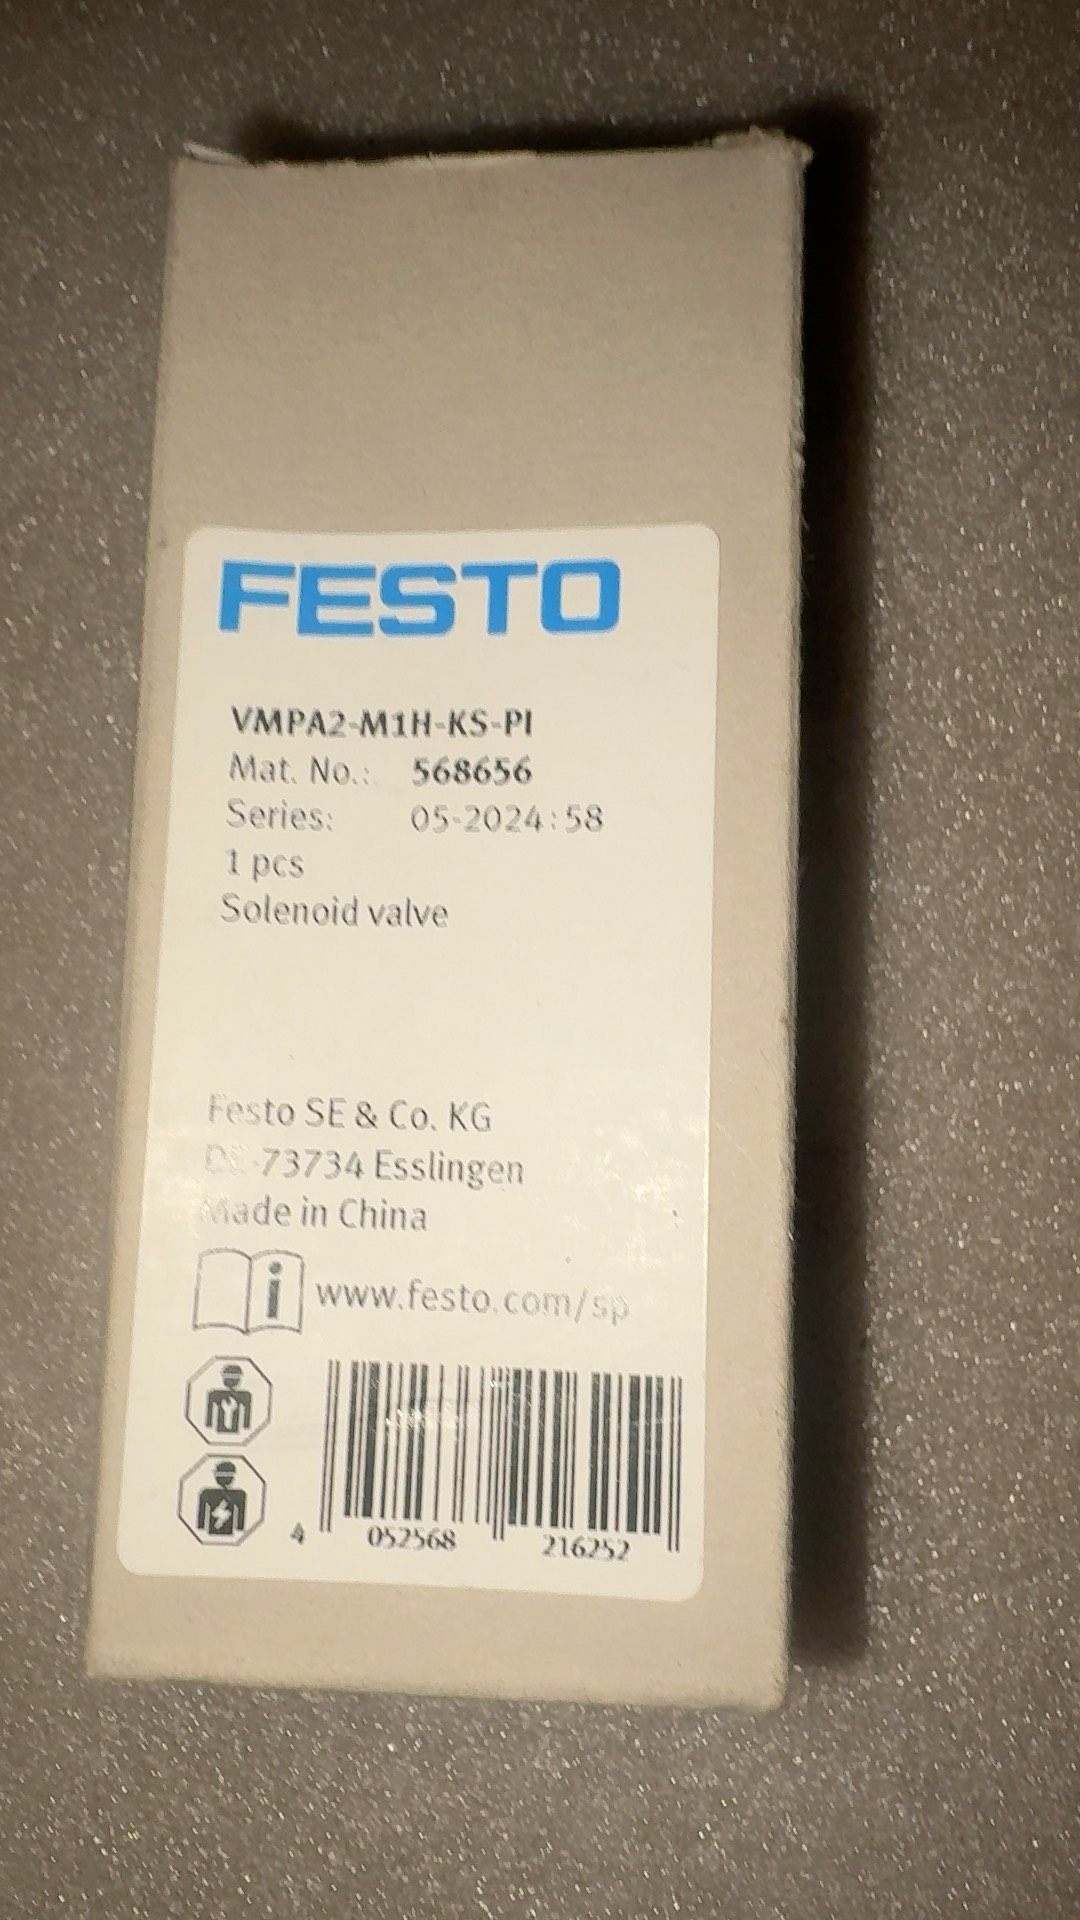 FESTO
VMPA2-M1H-KS-PI
Mat. No.: 568656
Series: 05-2024:58
1 pcs
Solenoid valve
Festo SE & Co. KG
DE-73734 Esslingen
Made in China
i www.festo.com/sp
4 052568 216252